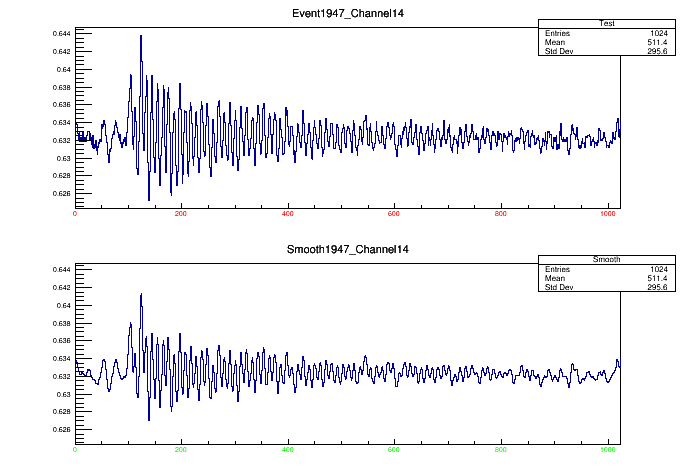 Event1947_Channel14
Test
Entries 1024
Mean 511.4
Std Dev 295.6
0.644
0.642
0.64
0.638
0.636
0.634
0.632
0.63
0.628
0.626
0 200 400 600 800 1000
Smooth1947_Channel14
Smooth
Entries 1024
Mean 511.4
Std Dev 295.6
0.644
0.642
0.64
0.638
0.636
0.634
0.632
0.63
0.628
0.626
0 200 400 600 800 1000